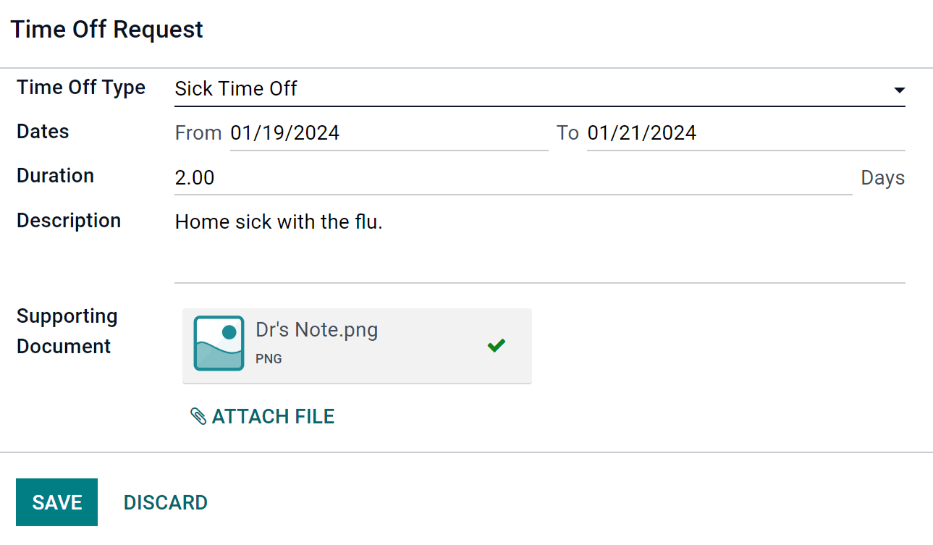 Time Off Request
Time Off Type Sick Time Off
Dates From 01/19/2024 To 01/21/2024
Duration 2.00 Days
Description Home sick with the flu.
Supporting
Document
Dr's Note.png
PNG
ATTACH FILE
SAVE DISCARD